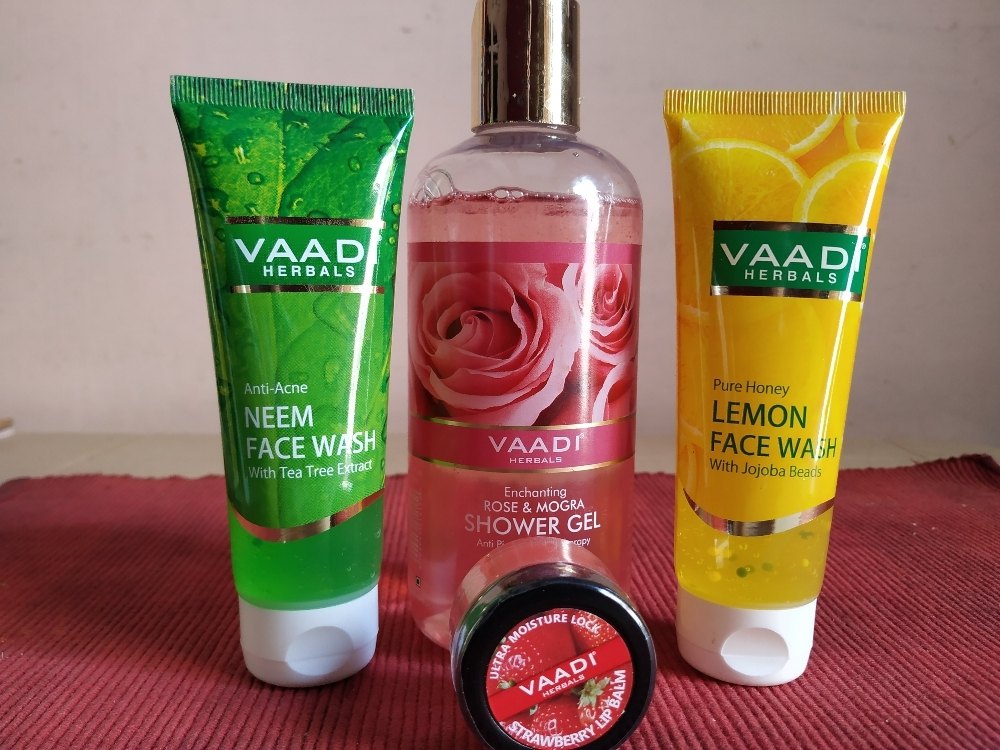 VAADI
HERBALS
Anti-Acne
NEEM
FACE WASH
With Tea Tree Extract
VAADI
HERBALS
Enchanting
ROSE & MOGRA
SHOWER GEL
Anti
VAADI
HERBALS
Pure Honey
LEMON
FACE WASH
With Jojoba Beads
ULTRA MOISTURE LOCK
VAADI
HERBALS
STRAWBERRY LIP BALM